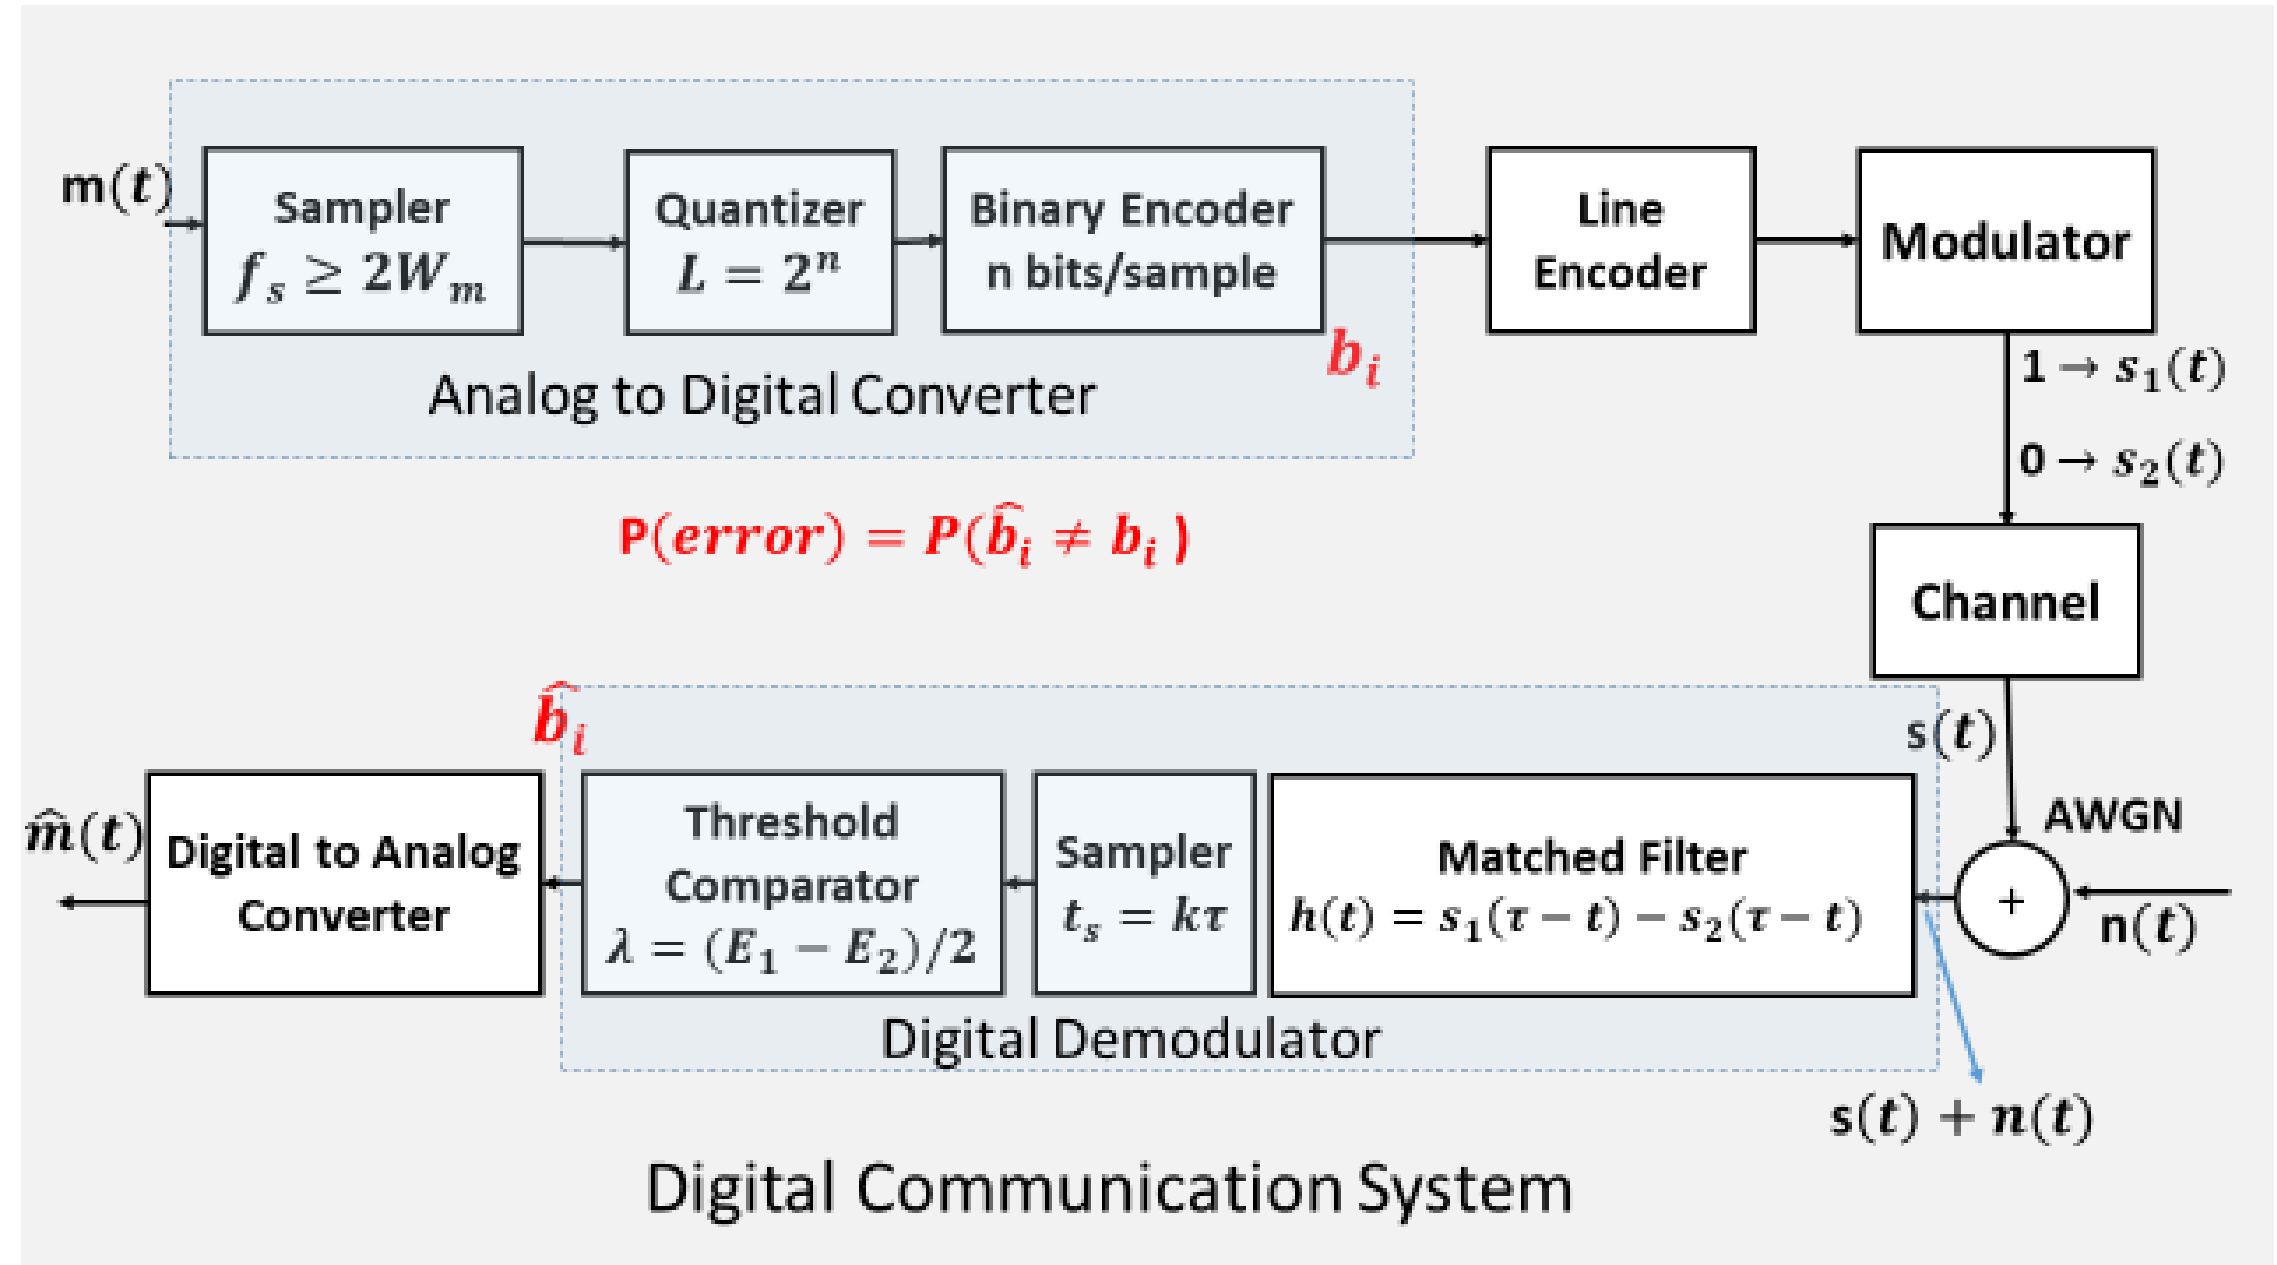 m(t)
Sampler
f_s ≥ 2W_m
Quantizer
L = 2^n
Binary Encoder
n bits/sample
b_i
Analog to Digital Converter
Line
Encoder
Modulator
1 → s_1(t)
0 → s_2(t)
P(error) = P(b̂_i ≠ b_i )
Channel
s(t)
AWGN
+
n(t)
s(t) + n(t)
Matched Filter
h(t) = s_1(τ − t) − s_2(τ − t)
Sampler
t_s = kτ
Threshold
Comparator
λ = (E_1 − E_2)/2
b̂_i
Digital Demodulator
Digital to Analog
Converter
m̂(t)
Digital Communication System